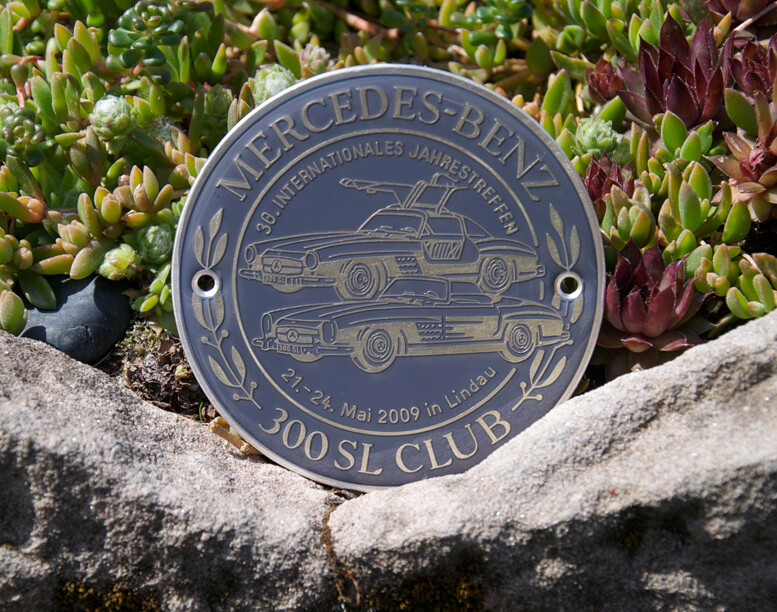 MERCEDES-BENZ
30. INTERNATIONALES JAHRESTREFFEN
21.-24. Mai 2009 in Lindau
300 SL CLUB